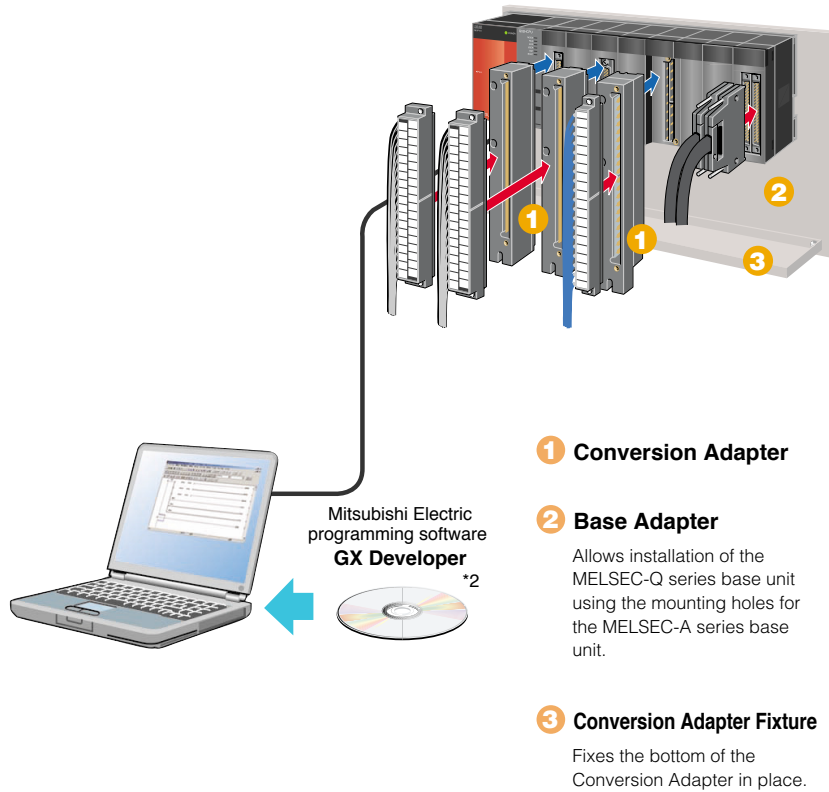 1
1
2
3
Mitsubishi Electric
programming software
GX Developer
*2
1 Conversion Adapter
2 Base Adapter
Allows installation of the
MELSEC-Q series base unit
using the mounting holes for
the MELSEC-A series base
unit.
3 Conversion Adapter Fixture
Fixes the bottom of the
Conversion Adapter in place.